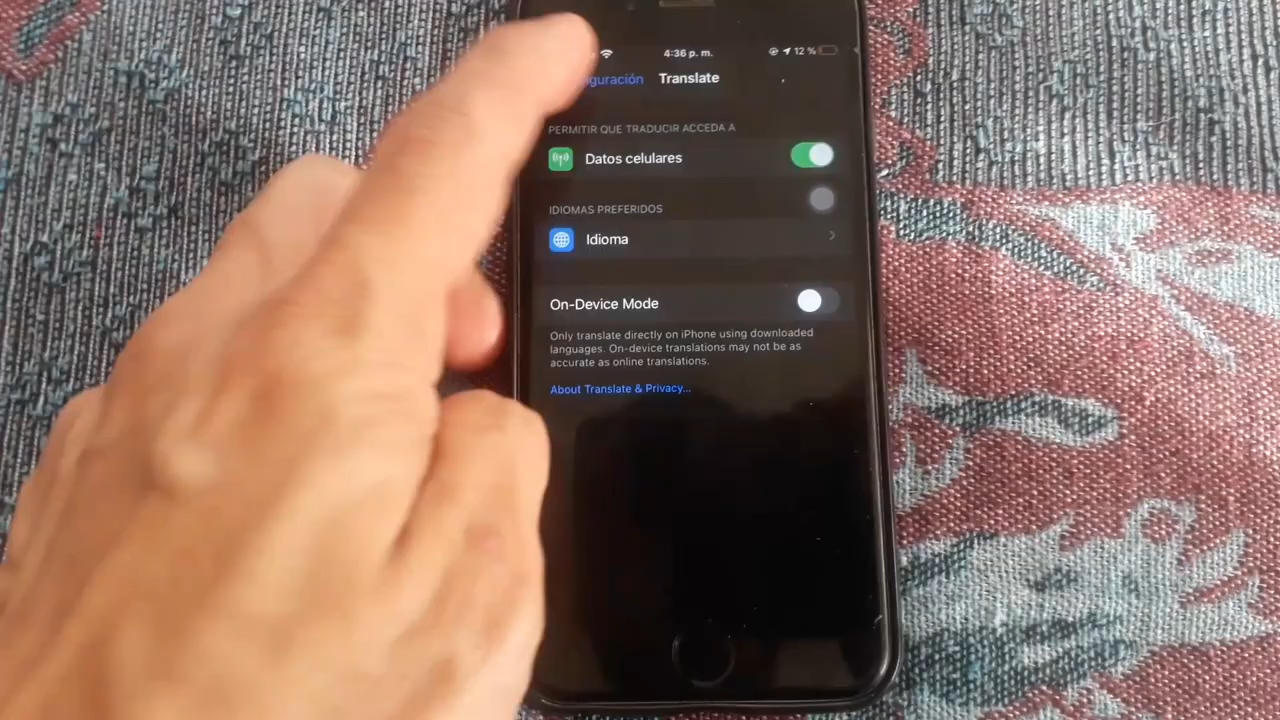 4:36 p. m. 12 %
Translate
PERMITIR QUE TRADUCIR ACCEDA A
Datos celulares
IDIOMAS PREFERIDOS
Idioma
On-Device Mode
Only translate directly on iPhone using downloaded
languages. On-device translations may not be as
accurate as online translations.
About Translate & Privacy...